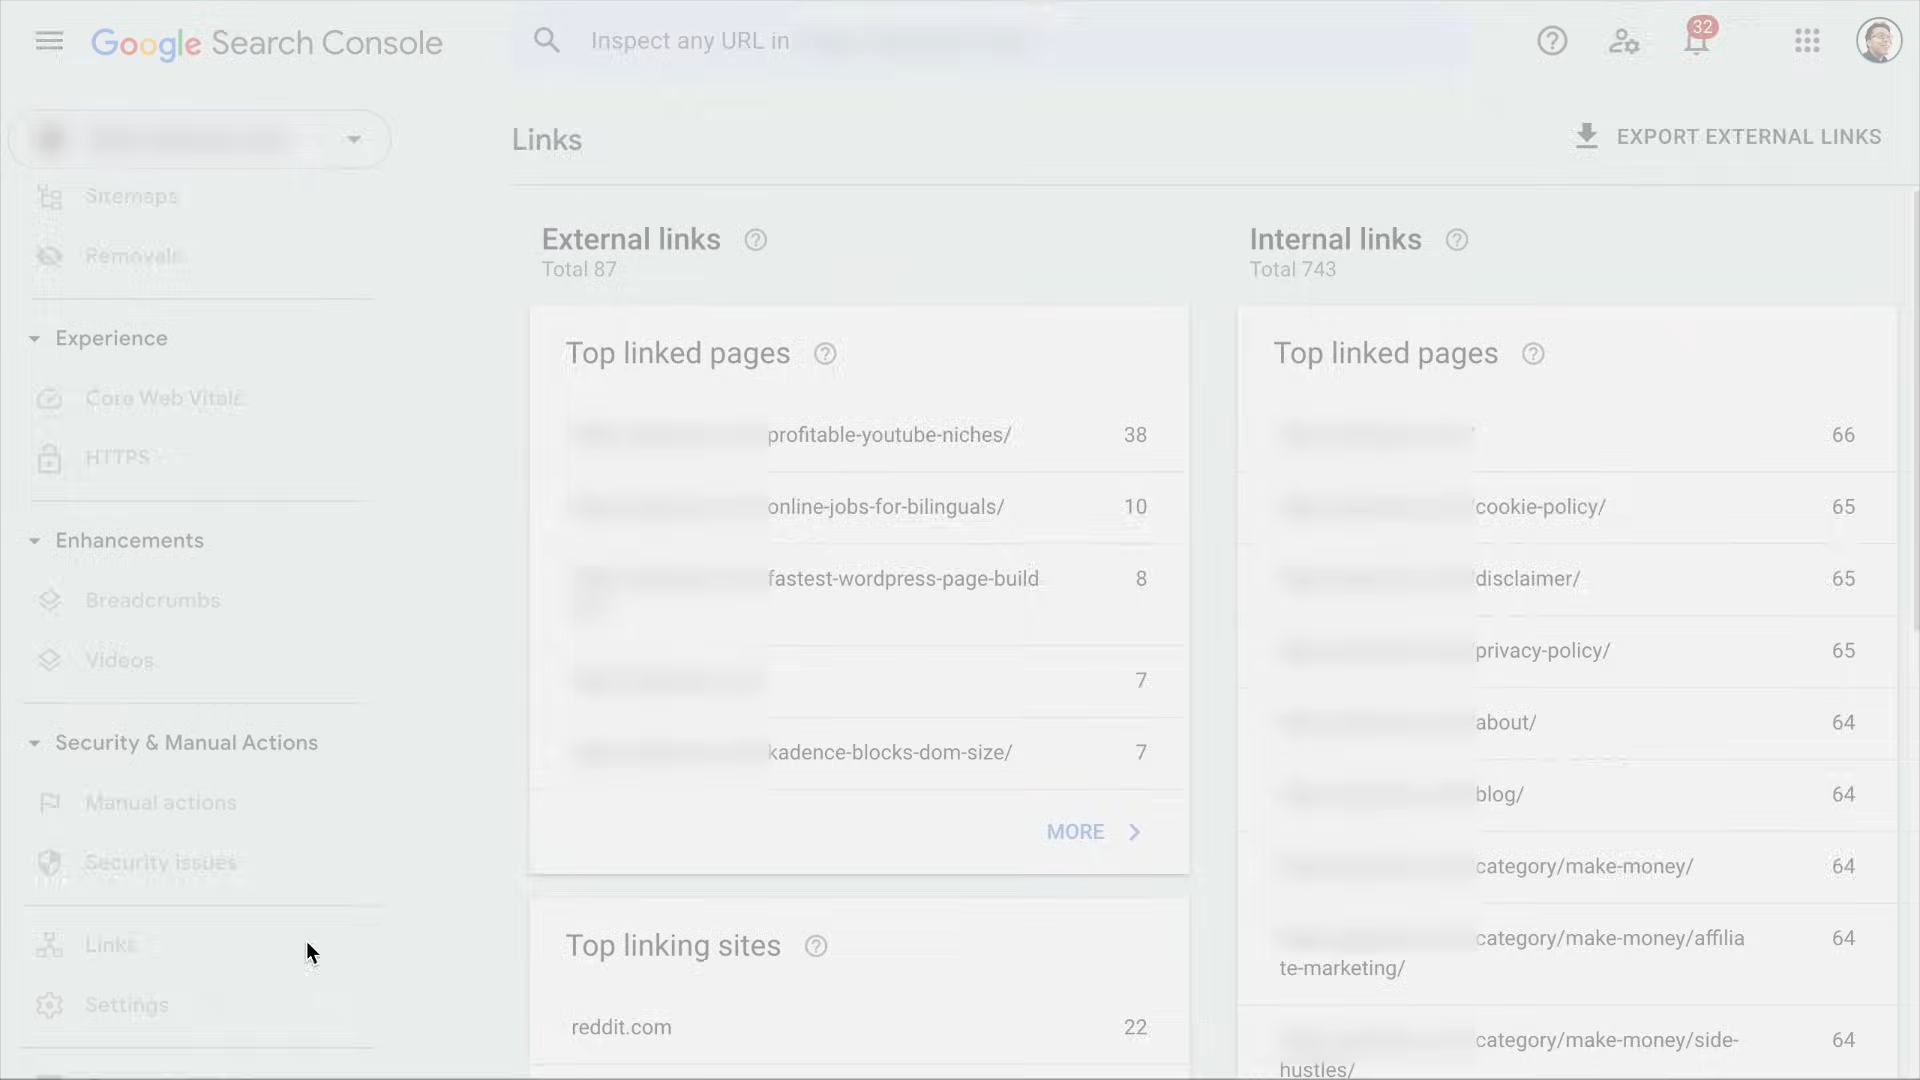 Google Search Console
Inspect any URL in
32
Links
EXPORT EXTERNAL LINKS
Sitemaps
Removals
Experience
Core Web Vitals
HTTPS
Enhancements
Breadcrumbs
Videos
Security & Manual Actions
Manual actions
Security issues
Links
Settings
External links
Total 87
Top linked pages
profitable-youtube-niches/ 38
online-jobs-for-bilinguals/ 10
fastest-wordpress-page-build 8
7
kadence-blocks-dom-size/ 7
MORE
Top linking sites
reddit.com 22
Internal links
Total 743
Top linked pages
66
/cookie-policy/ 65
/disclaimer/ 65
/privacy-policy/ 65
/about/ 64
/blog/ 64
category/make-money/ 64
category/make-money/affilia 64
te-marketing/
category/make-money/side- 64
hustles/